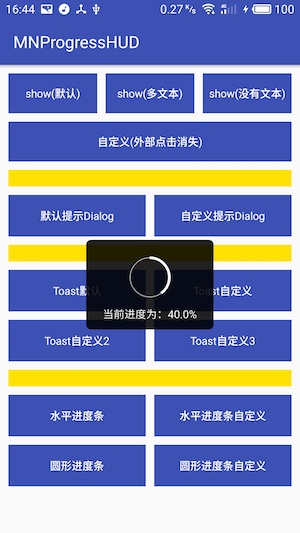 16:44
0.27 K/s
100
MNProgressHUD
show(默认)
show(多文本)
show(没有文本)
自定义(外部点击消失)
默认提示Dialog
自定义提示Dialog
Toast默认
Toast自定义
当前进度为：40.0%
Toast自定义2
Toast自定义3
水平进度条
水平进度条自定义
圆形进度条
圆形进度条自定义